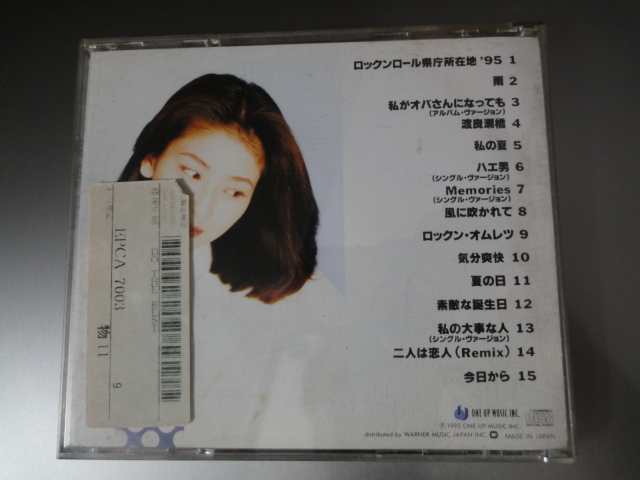 ロックンロール県庁所在地 '95 1
雨 2
私がオバさんになっても 3
(アルバム・ヴァージョン)
渡良瀬橋 4
私の夏 5
ハエ男 6
(シングル・ヴァージョン)
Memories 7
(シングル・ヴァージョン)
風に吹かれて 8
ロックン・オムレツ 9
気分爽快 10
夏の日 11
素敵な誕生日 12
私の大事な人 13
(シングル・ヴァージョン)
二人は恋人(Remix) 14
今日から 15
EPCA 7003
物 11
9
ONE UP MUSIC INC.
℗ 1995 ONE UP MUSIC INC.
distributed by WARNER MUSIC JAPAN INC.
MADE IN JAPAN